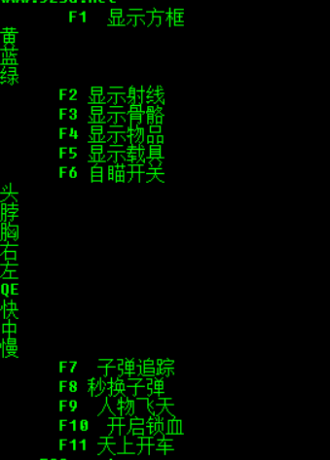 F1 显示方框
黄
蓝
绿
F2 显示射线
F3 显示骨骼
F4 显示物品
F5 显示载具
F6 自瞄开关
头
脖
胸
右
左
QE
快
中
慢
F7 子弹追踪
F8 秒换子弹
F9 人物飞天
F10 开启锁血
F11 天上开车